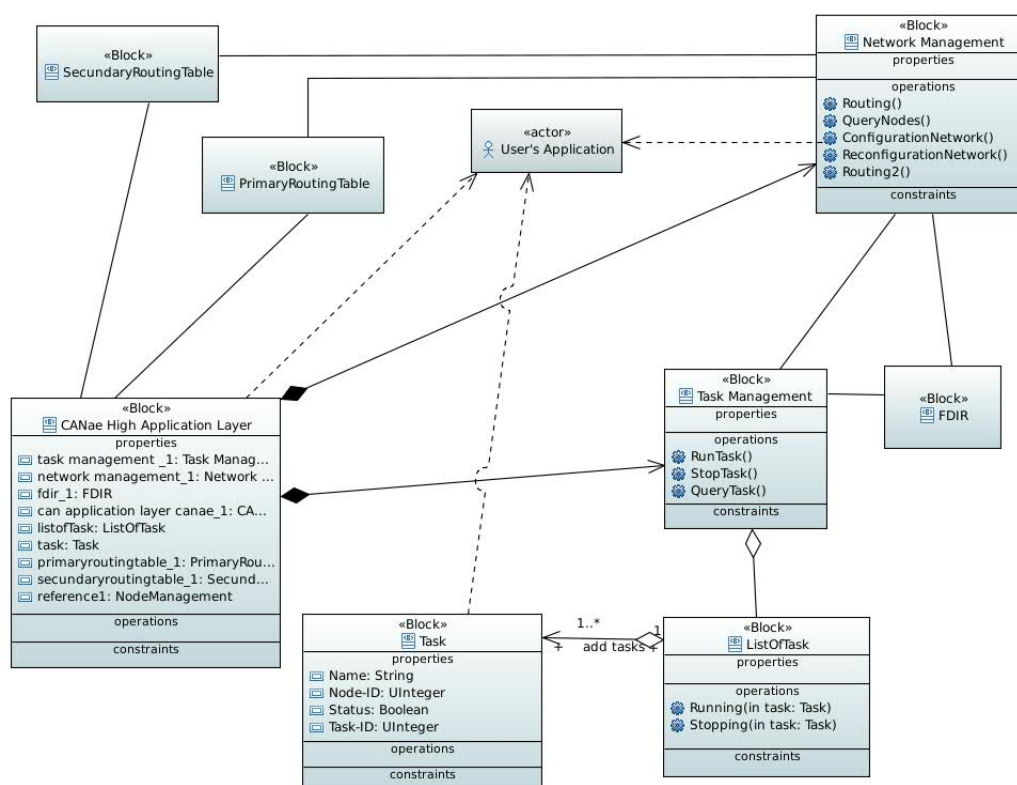 «Block»
SecundaryRoutingTable
«Block»
PrimaryRoutingTable
«actor»
User's Application
«Block»
Network Management
properties
operations
Routing()
QueryNodes()
ConfigurationNetwork()
ReconfigurationNetwork()
Routing2()
constraints
«Block»
CANae High Application Layer
properties
task management _1: Task Manag...
network management_1: Network ...
fdir_1: FDIR
can application layer canae_1: CA...
listofTask: ListOfTask
task: Task
primaryroutingtable_1: PrimaryRou...
secundaryroutingtable_1: Secund...
reference1: NodeManagement
operations
constraints
«Block»
Task Management
properties
operations
RunTask()
StopTask()
QueryTask()
constraints
«Block»
FDIR
«Block»
Task
properties
Name: String
Node-ID: UInteger
Status: Boolean
Task-ID: UInteger
operations
constraints
1..*
1
+ add tasks +
«Block»
ListOfTask
properties
operations
Running(in task: Task)
Stopping(in task: Task)
constraints